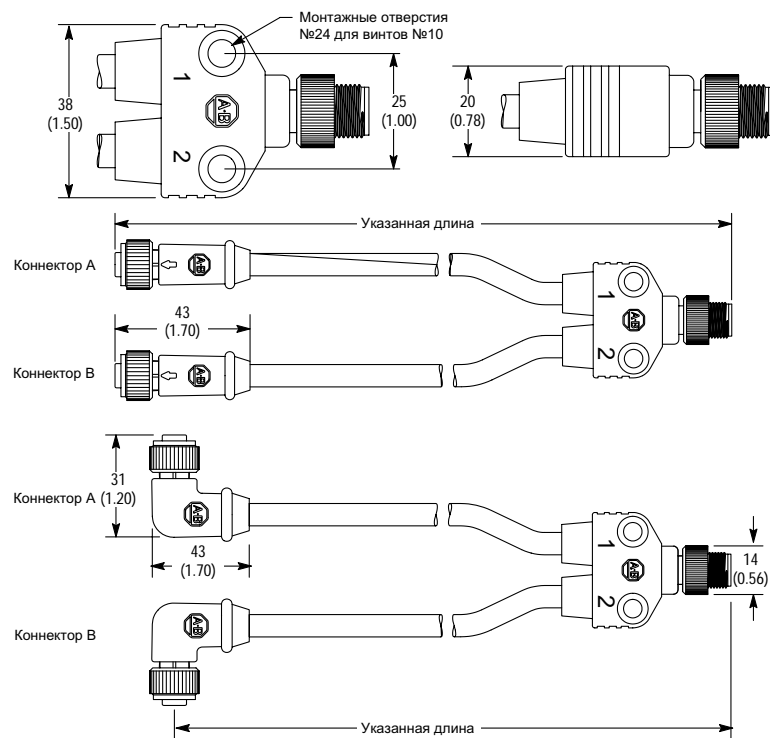 Монтажные отверстия
№24 для винтов №10
38
(1.50)
1
2
A-B
25
(1.00)
20
(0.78)
Указанная длина
Коннектор A
A-B
43
(1.70)
Коннектор B
A-B
1
2
A-B
31
(1.20)
Коннектор A
A-B
43
(1.70)
1
2
A-B
14
(0.56)
Коннектор B
A-B
Указанная длина